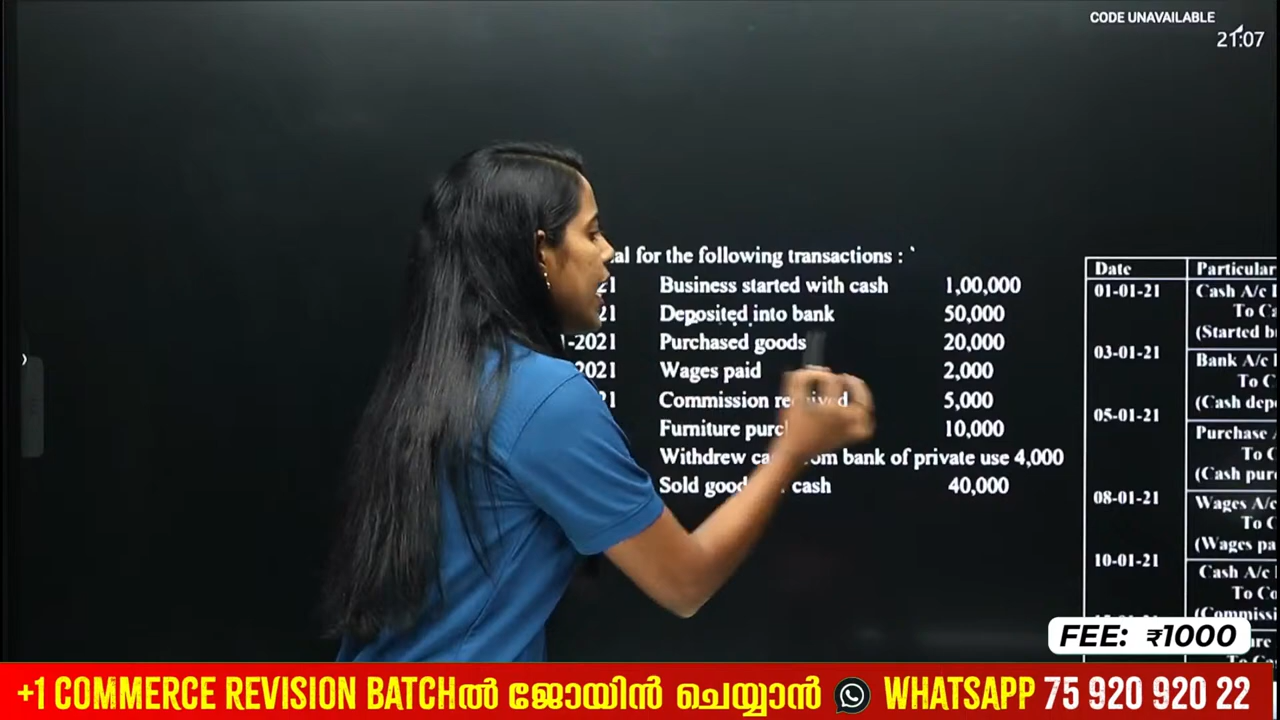 CODE UNAVAILABLE
21:07
al for the following transactions :
21 Business started with cash 1,00,000
21 Deposited into bank 50,000
-2021 Purchased goods 20,000
2021 Wages paid 2,000
21 Commission 5,000
Furniture 10,000
Withdrew bank of private use 4,000
Sold cash 40,000
Date Particular
01-01-21 Cash A/c
To Ca
(Started b
03-01-21 Bank A/c
To C
(Cash depo
05-01-21 Purchase
To C
(Cash pur
08-01-21 Wages A/c
To C
(Wages pa
10-01-21 Cash A/c
To Co
(Commissi
FEE: ₹1000
+1 COMMERCE REVISION BATCHൽ ജോയിൻ ചെയ്യാൻ WHATSAPP 75 920 920 22